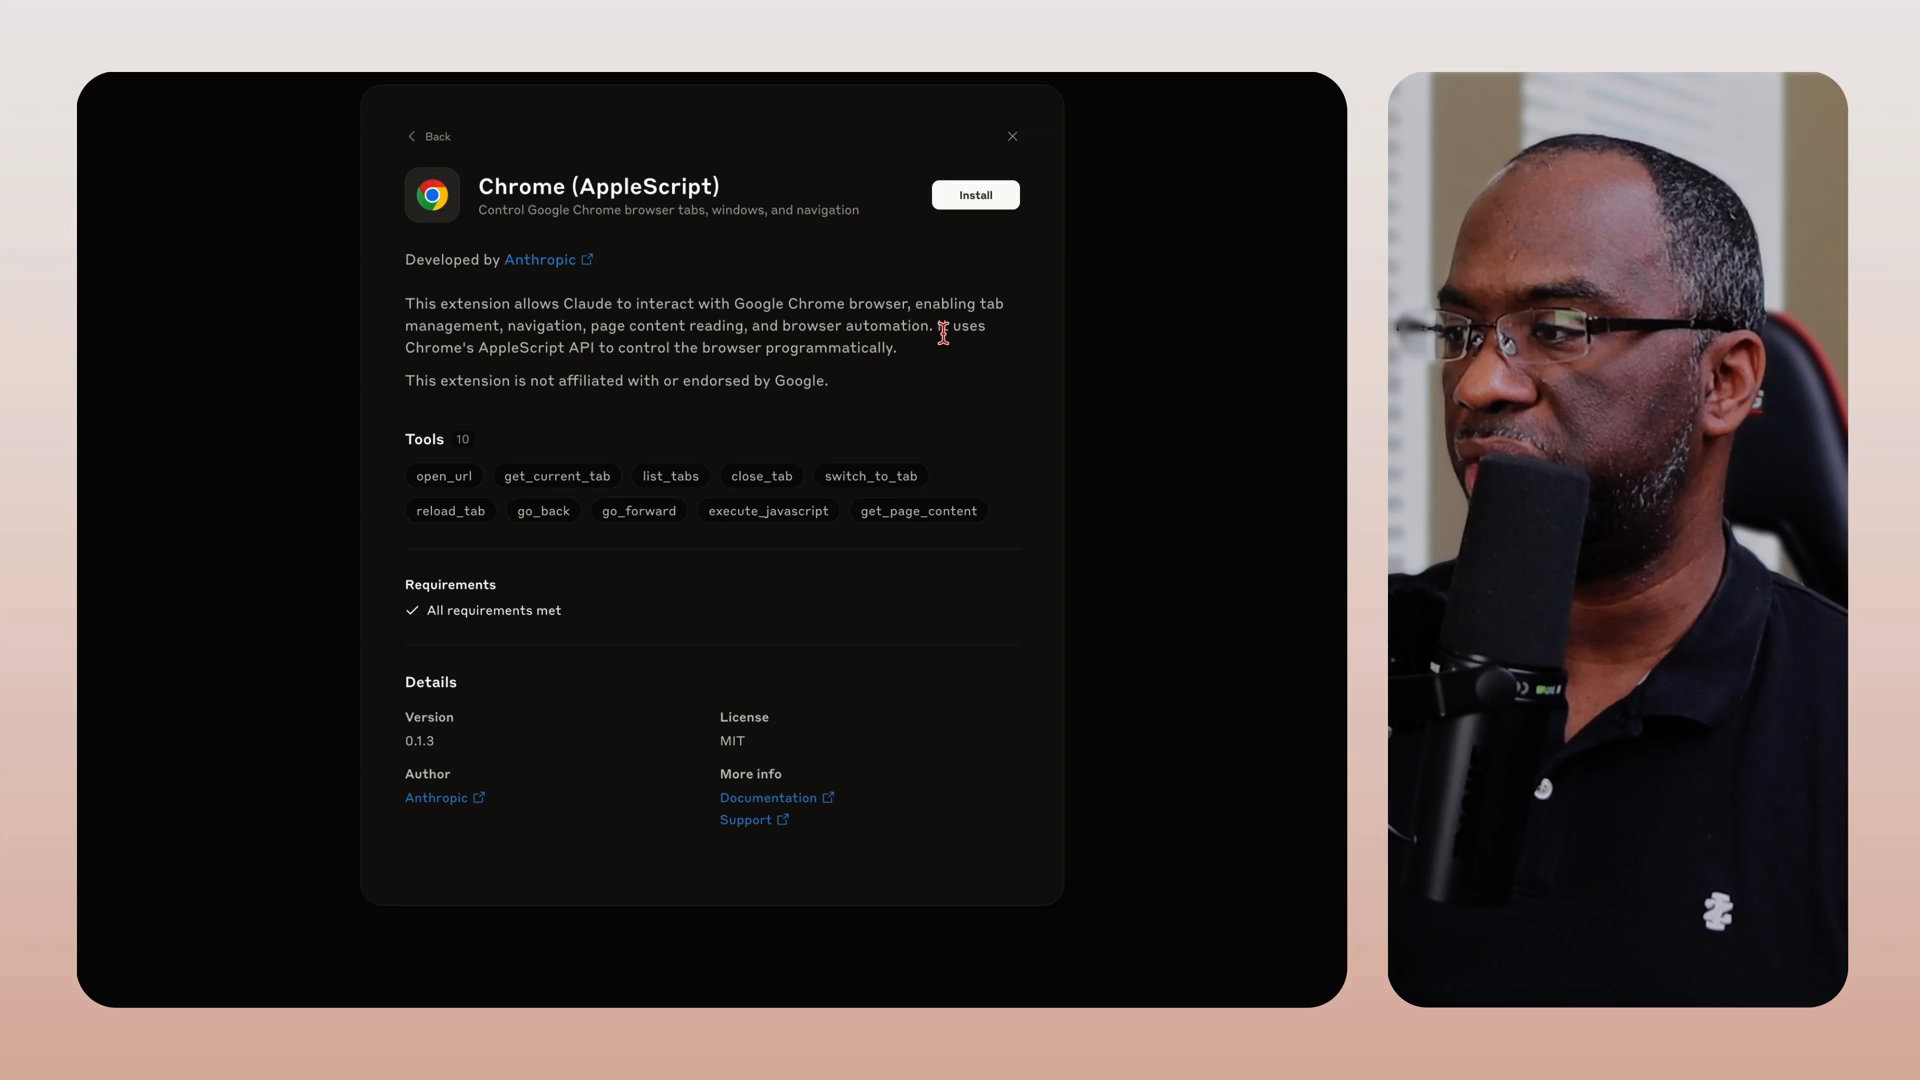 Back
Chrome (AppleScript)
Control Google Chrome browser tabs, windows, and navigation
Install
Developed by Anthropic
This extension allows Claude to interact with Google Chrome browser, enabling tab
management, navigation, page content reading, and browser automation. It uses
Chrome's AppleScript API to control the browser programmatically.
This extension is not affiliated with or endorsed by Google.
Tools 10
open_url get_current_tab list_tabs close_tab switch_to_tab
reload_tab go_back go_forward execute_javascript get_page_content
Requirements
All requirements met
Details
Version
0.1.3
License
MIT
Author
Anthropic
More info
Documentation
Support